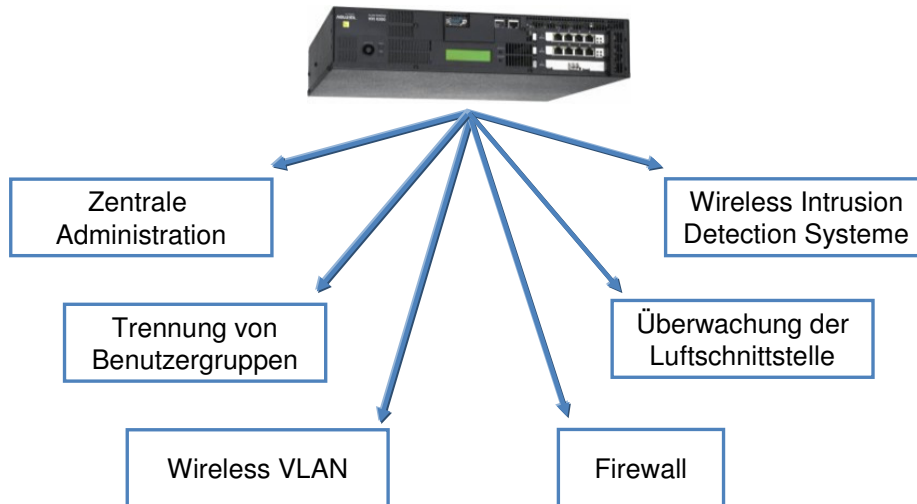 Zentrale
Administration
Wireless Intrusion
Detection Systeme
Trennung von
Benutzergruppen
Überwachung der
Luftschnittstelle
Wireless VLAN
Firewall